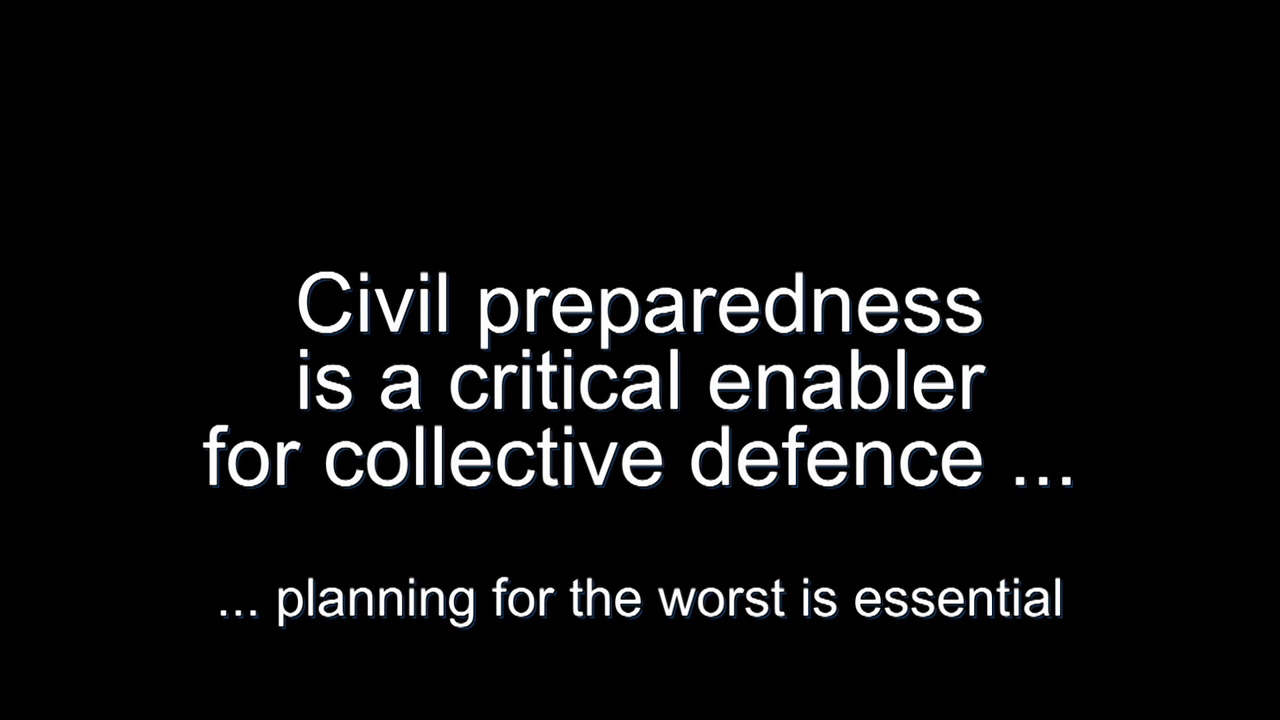 Civil preparedness
is a critical enabler
for collective defence ...
... planning for the worst is essential